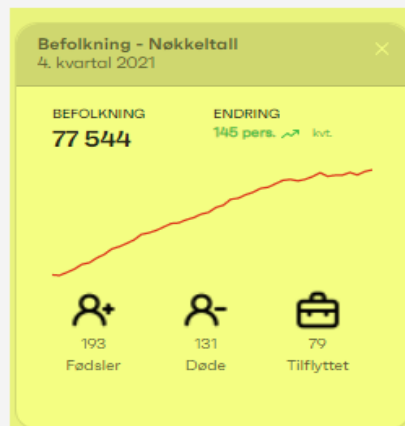 Befolkning - Nøkkeltall
4. kvartal 2021
BEFOLKNING
77 544
ENDRING
145 pers. kvt.
193
Fødsler
131
Døde
79
Tilflyttet